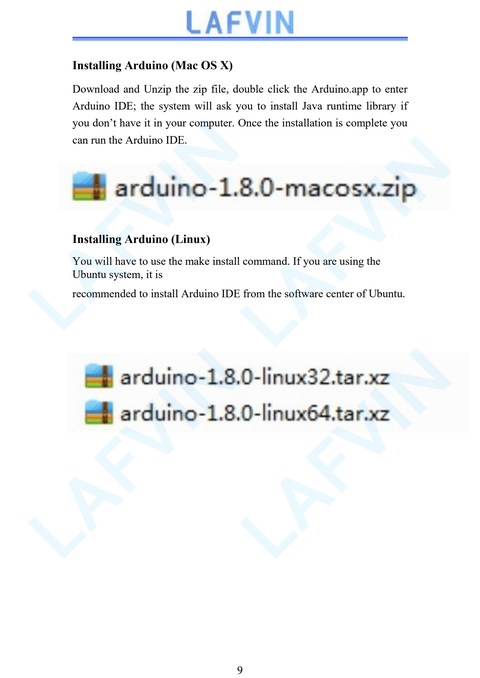 LAFVIN
Installing Arduino (Mac OS X)
Download and Unzip the zip file, double click the Arduino.app to enter
Arduino IDE; the system will ask you to install Java runtime library if
you don’t have it in your computer. Once the installation is complete you
can run the Arduino IDE.
arduino-1.8.0-macosx.zip
Installing Arduino (Linux)
You will have to use the make install command. If you are using the
Ubuntu system, it is
recommended to install Arduino IDE from the software center of Ubuntu.
arduino-1.8.0-linux32.tar.xz
arduino-1.8.0-linux64.tar.xz
LAFVIN
LAFVIN
LAFVIN
LAFVIN
9